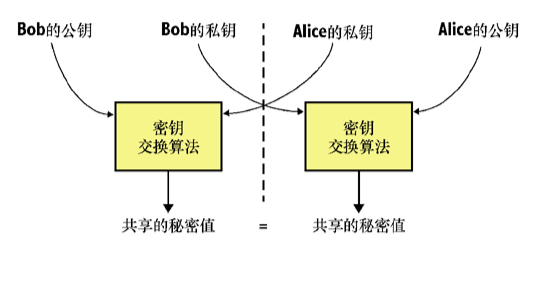 Bob的公钥 Bob的私钥 Alice的私钥 Alice的公钥
密钥
交换算法
密钥
交换算法
共享的秘密值 = 共享的秘密值